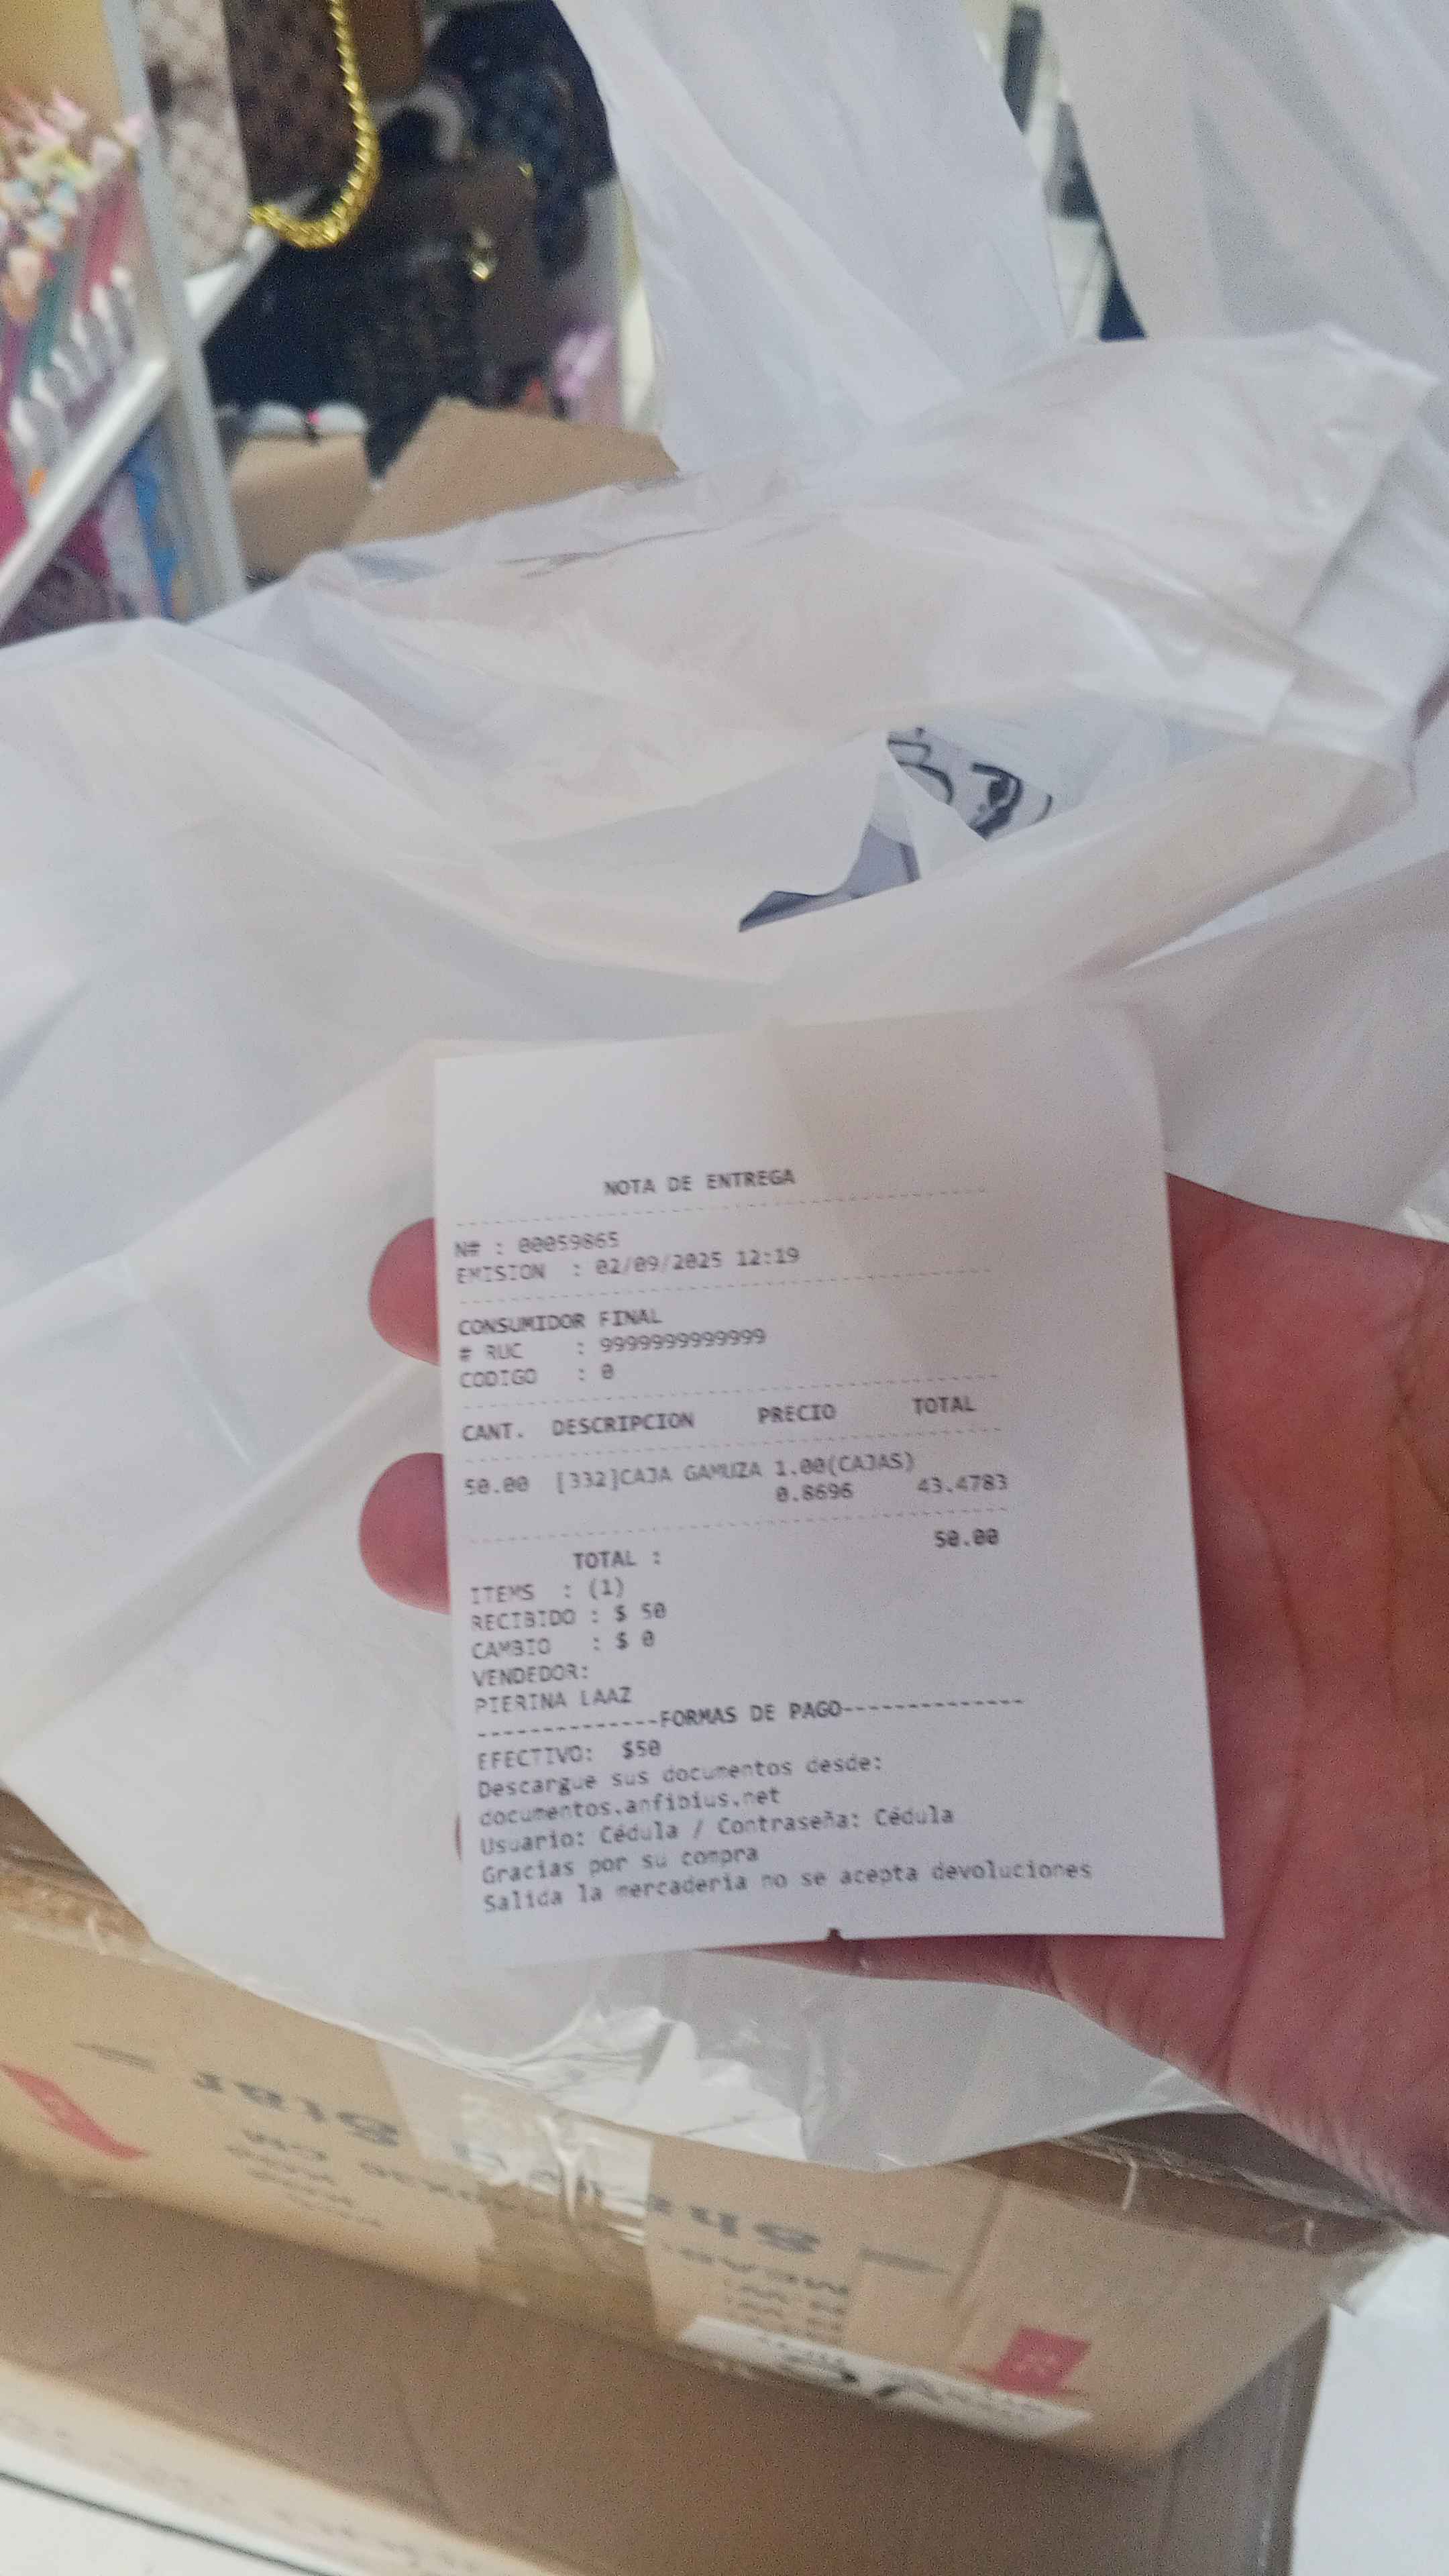 NOTA DE ENTREGA
N# : 00059865
EMISION : 02/09/2025 12:19
CONSUMIDOR FINAL
# RUC : 9999999999999
CODIGO : 0
CANT. DESCRIPCION PRECIO TOTAL
50.00 [332]CAJA GAMUZA 1.00(CAJAS)
0.8696 43.4783
TOTAL : 50.00
ITEMS : (1)
RECIBIDO : $ 50
CAMBIO : $ 0
VENDEDOR:
PIERINA LAAZ
--------------FORMAS DE PAGO--------------
EFECTIVO: $50
Descargue sus documentos desde:
documentos.anfibius.net
Usuario: Cédula / Contraseña: Cédula
Gracias por su compra
Salida la mercaderia no se acepta devoluciones
Star